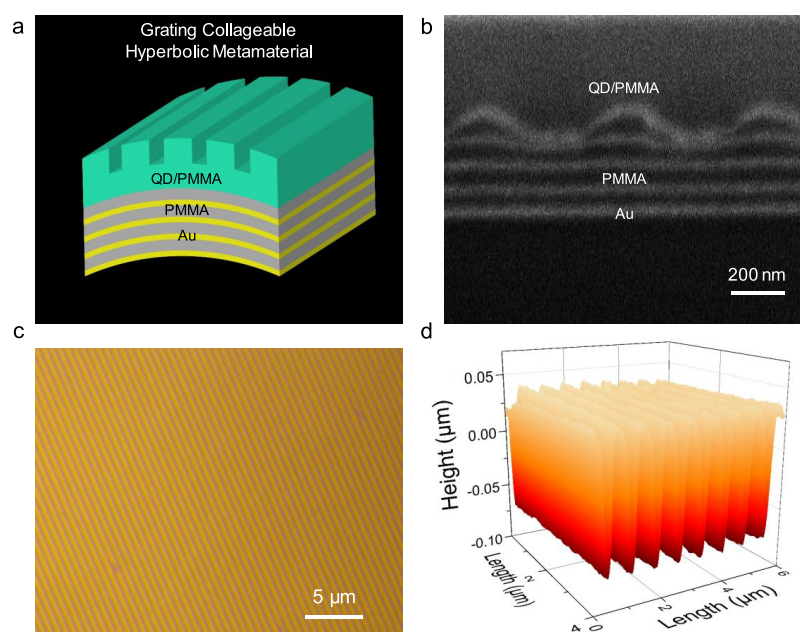 a
Grating Collageable
Hyperbolic Metamaterial
QD/PMMA
PMMA
Au
b
QD/PMMA
PMMA
Au
200 nm
c
5 µm
d
0.05
0.00
-0.05
-0.10
Height (µm)
2
4
Length (µm)
0
2
4
6
Length (µm)